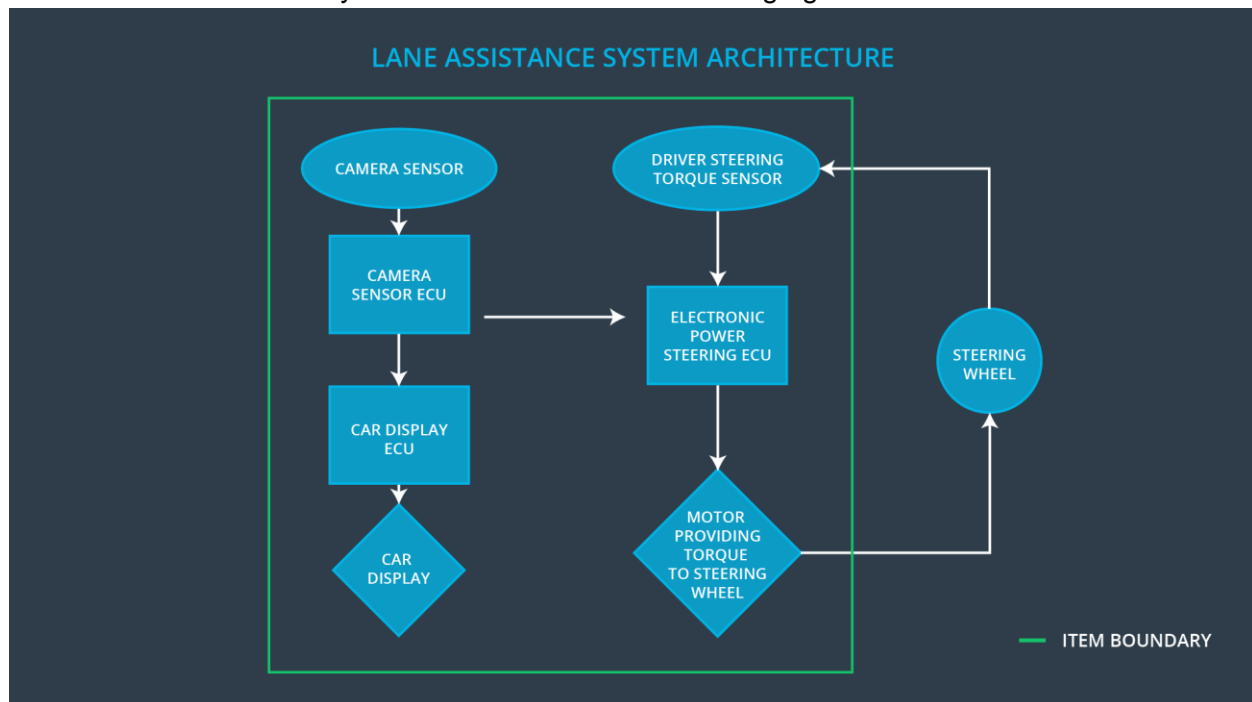 LANE ASSISTANCE SYSTEM ARCHITECTURE
CAMERA SENSOR
CAMERA
SENSOR ECU
CAR DISPLAY
ECU
CAR
DISPLAY
DRIVER STEERING
TORQUE SENSOR
ELECTRONIC
POWER
STEERING ECU
MOTOR
PROVIDING
TORQUE
TO STEERING
WHEEL
STEERING
WHEEL
ITEM BOUNDARY